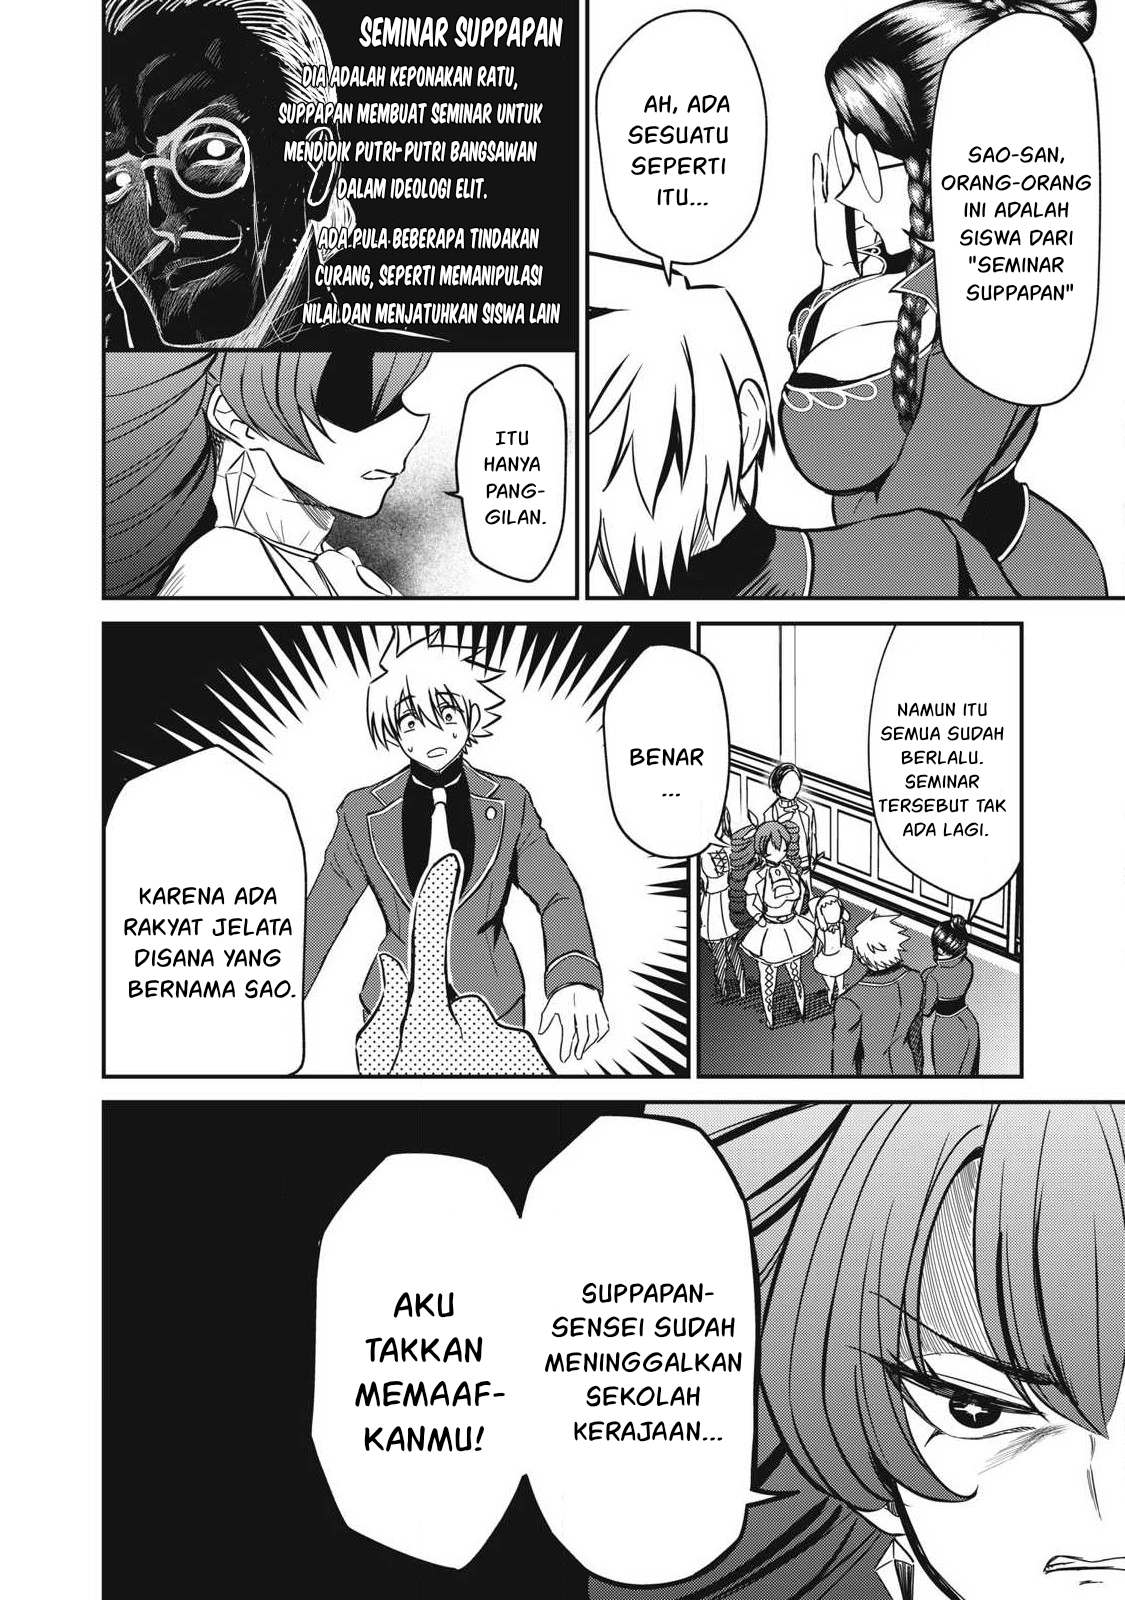 SAO-SAN,
ORANG-ORANG
INI ADALAH
SISWA DARI
"SEMINAR
SUPPAPAN"
AH, ADA
SESUATU
SEPERTI
ITU...
SEMINAR SUPPAPAN
DIA ADALAH KEPONAKAN RATU,
SUPPAPAN MEMBUAT SEMINAR UNTUK
MENDIDIK PUTRI-PUTRI BANGSAWAN
DALAM IDEOLOGI ELIT.
ADA PULA BEBERAPA TINDAKAN
CURANG, SEPERTI MEMANIPULASI
NILAI DAN MENJATUHKAN SISWA LAIN
ITU
HANYA
PANG-
GILAN.
NAMUN ITU
SEMUA SUDAH
BERLALU.
SEMINAR
TERSEBUT TAK
ADA LAGI.
BENAR
...
KARENA ADA
RAKYAT JELATA
DISANA YANG
BERNAMA SAO.
SUPPAPAN-
SENSEI SUDAH
MENINGGALKAN
SEKOLAH
KERAJAAN...
AKU
TAKKAN
MEMAAF-
KANMU!